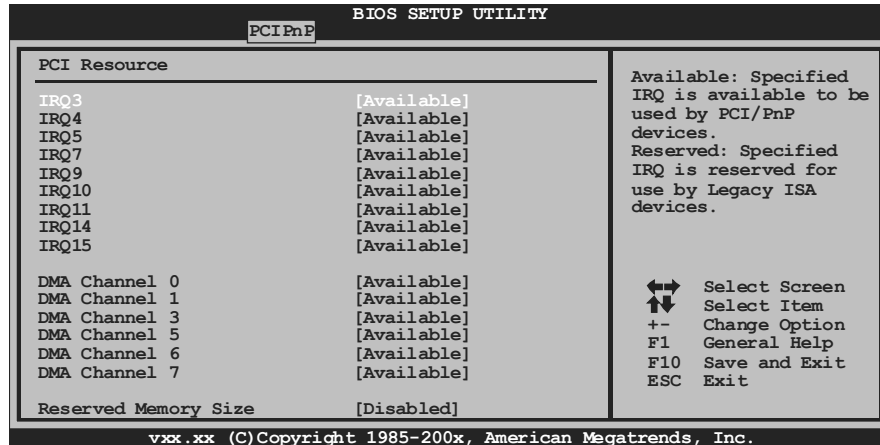 BIOS SETUP UTILITY
PCIPnP
PCI Resource
IRQ3 [Available]
IRQ4 [Available]
IRQ5 [Available]
IRQ7 [Available]
IRQ9 [Available]
IRQ10 [Available]
IRQ11 [Available]
IRQ14 [Available]
IRQ15 [Available]
DMA Channel 0 [Available]
DMA Channel 1 [Available]
DMA Channel 3 [Available]
DMA Channel 5 [Available]
DMA Channel 6 [Available]
DMA Channel 7 [Available]
Reserved Memory Size [Disabled]
Available: Specified
IRQ is available to be
used by PCI/PnP
devices.
Reserved: Specified
IRQ is reserved for
use by Legacy ISA
devices.
Select Screen
Select Item
+- Change Option
F1 General Help
F10 Save and Exit
ESC Exit
vxx.xx (C)Copyright 1985-200x, American Megatrends, Inc.